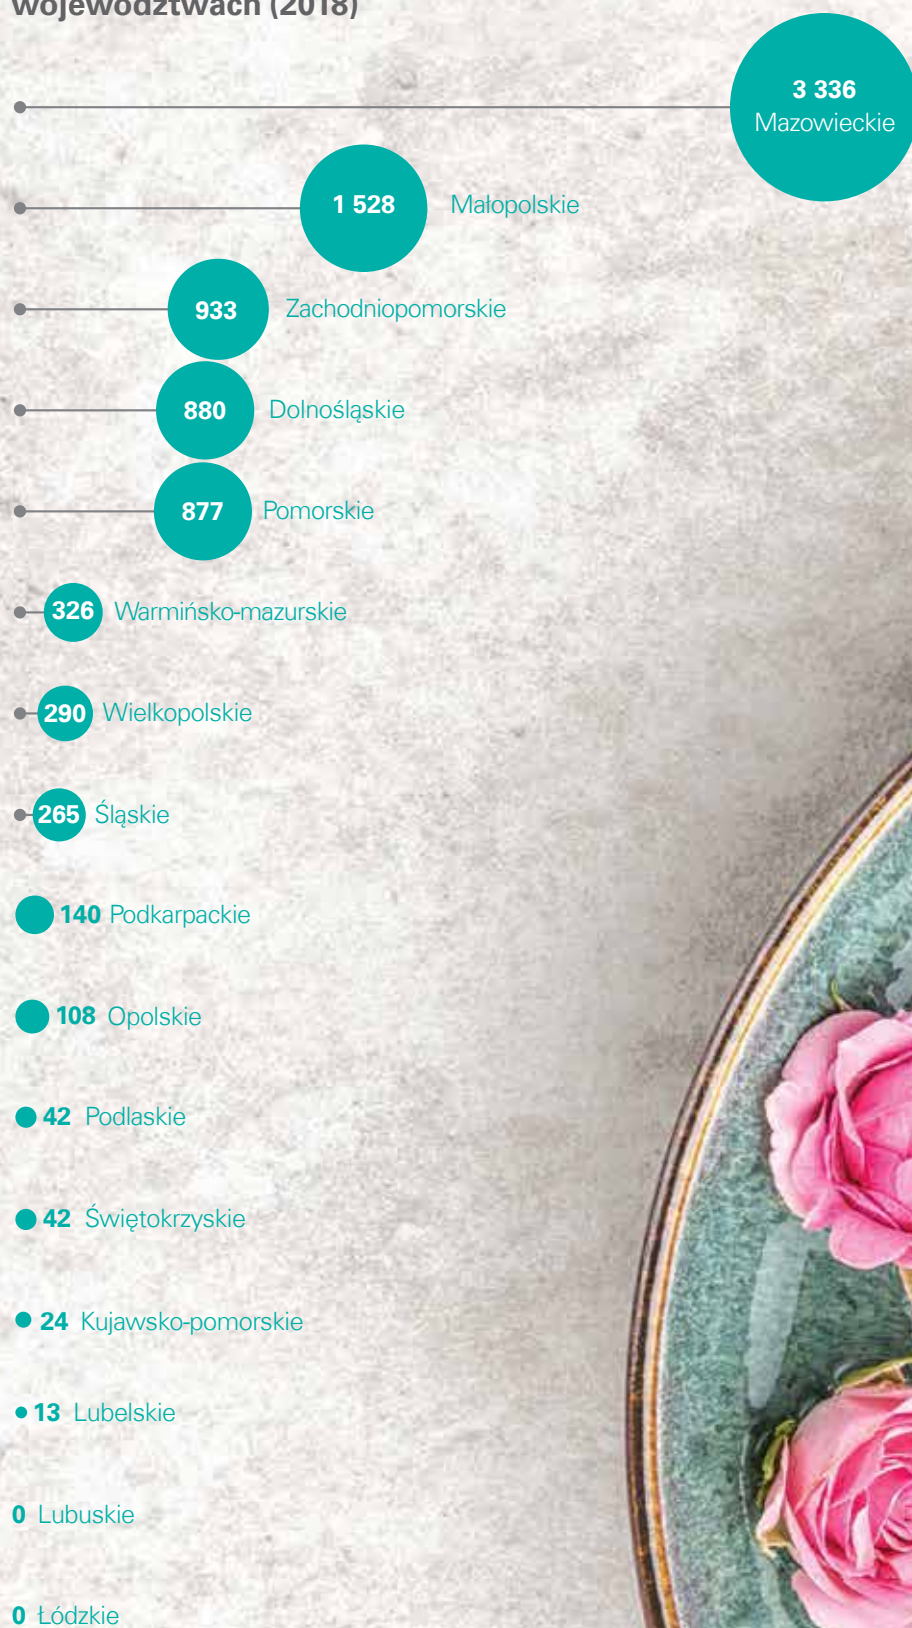 województwach (2018)
3 336
Mazowieckie
1 528 Małopolskie
933 Zachodniopomorskie
880 Dolnośląskie
877 Pomorskie
326 Warmińsko-mazurskie
290 Wielkopolskie
265 Śląskie
140 Podkarpackie
108 Opolskie
42 Podlaskie
42 Świętokrzyskie
24 Kujawsko-pomorskie
13 Lubelskie
0 Lubuskie
0 Łódzkie